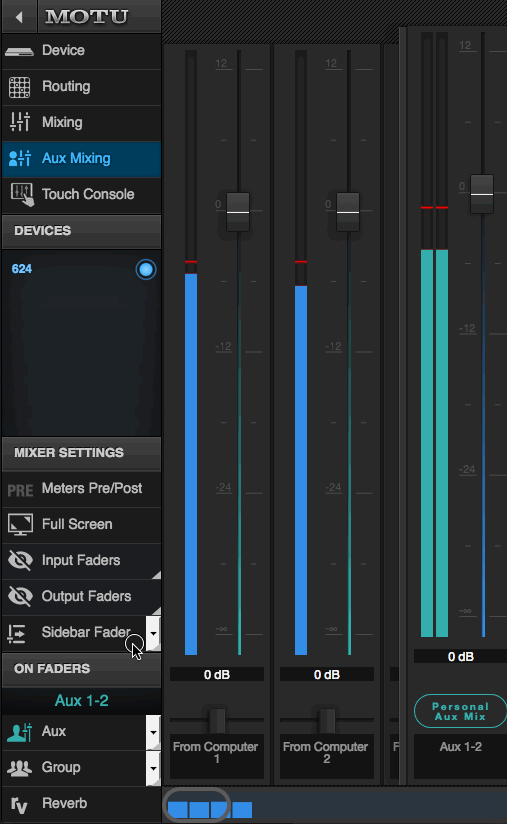 MOTU
Device
Routing
Mixing
Aux Mixing
Touch Console
DEVICES
624
MIXER SETTINGS
PRE Meters Pre/Post
Full Screen
Input Faders
Output Faders
Sidebar Fader
ON FADERS
Aux 1-2
Aux
Group
rv Reverb
12
0
-12
-24
-∞
0 dB
From Computer
1
12
0
-12
-24
-∞
0 dB
From Computer
2
F
12
0
-12
-24
-∞
0 dB
Personal
Aux Mix
Aux 1-2